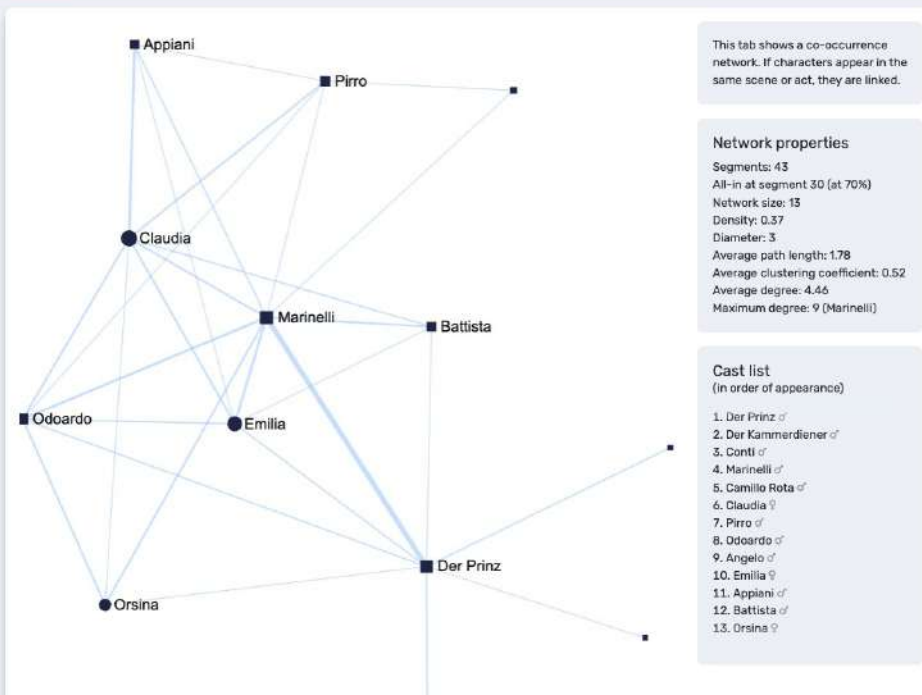 Appiani
Pirro
Claudia
Marinelli
Battista
Odoardo
Emilia
Der Prinz
Orsina
This tab shows a co-occurrence
network. If characters appear in the
same scene or act, they are linked.
Network properties
Segments: 43
All-in at segment 30 (at 70%)
Network size: 13
Density: 0.37
Diameter: 3
Average path length: 1.78
Average clustering coefficient: 0.52
Average degree: 4.46
Maximum degree: 9 (Marinelli)
Cast list
(in order of appearance)
1. Der Prinz ♂
2. Der Kammerdiener ♂
3. Conti ♂
4. Marinelli ♂
5. Camillo Rota ♂
6. Claudia ♀
7. Pirro ♂
8. Odoardo ♂
9. Angelo ♂
10. Emilia ♀
11. Appiani ♂
12. Battista ♂
13. Orsina ♀